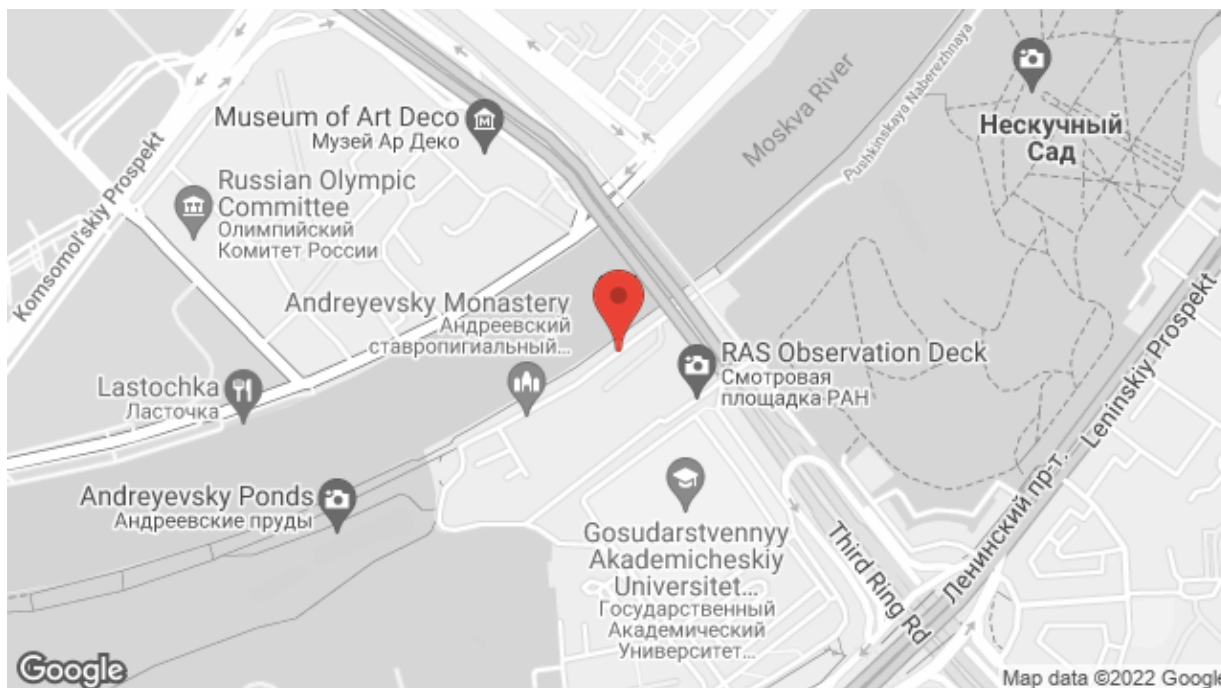 Museum of Art Deco
Музей Ар Деко
Moskva River
Pushkinskaya Naberezhnaya
Нескучный
Сад
Komsomol'skiy Prospekt
Russian Olympic
Committee
Олимпийский
Комитет России
Andreyevsky Monastery
Андреевский
ставропигиальный...
RAS Observation Deck
Смотровая
площадка РАН
Lastochka
Ласточка
Leninskiy Prospekt
Ленинский пр-т.
Andreyevsky Ponds
Андреевские пруды
Gosudarstvennyy
Akademicheskiy
Universitet...
Государственный
Академический
Университет...
Third Ring Rd
Google
Map data ©2022 Google